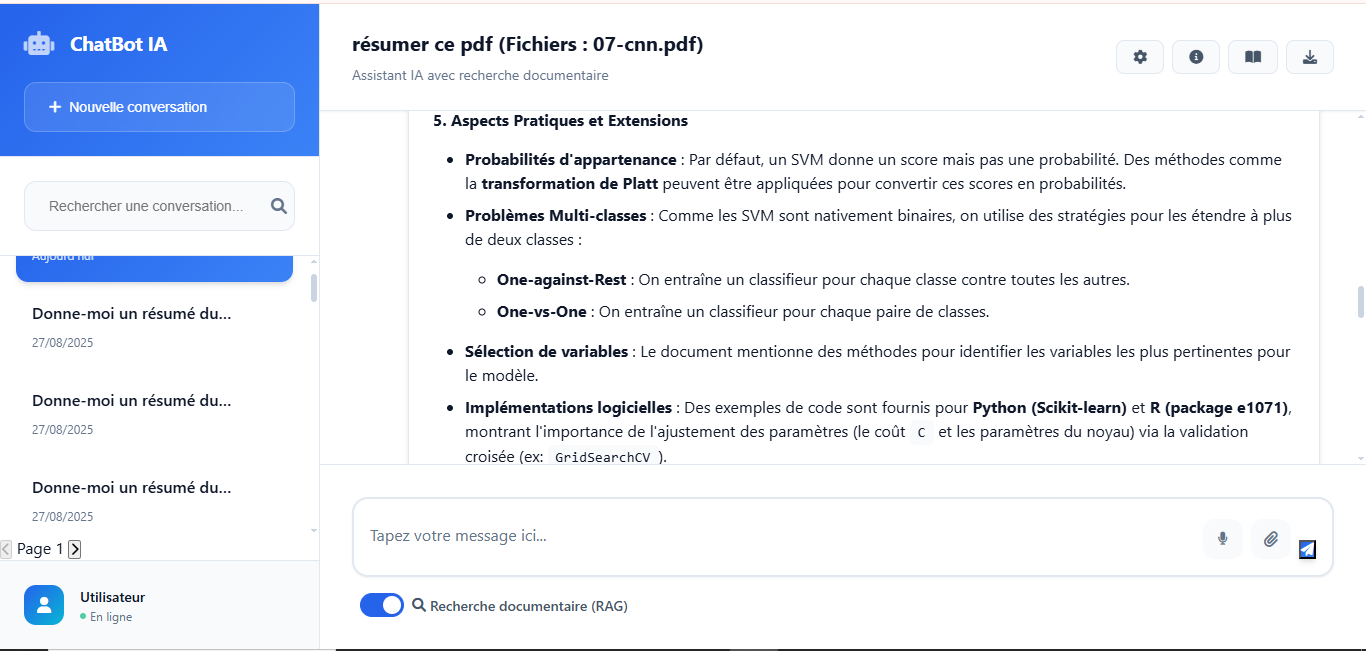 ChatBot IA
Nouvelle conversation
Rechercher une conversation...
Aujourd'hui
Donne-moi un résumé du...
27/08/2025
Donne-moi un résumé du...
27/08/2025
Donne-moi un résumé du...
27/08/2025
Page 1
Utilisateur
En ligne
résumer ce pdf (Fichiers : 07-cnn.pdf)
Assistant IA avec recherche documentaire
5. Aspects Pratiques et Extensions
Probabilités d'appartenance : Par défaut, un SVM donne un score mais pas une probabilité. Des méthodes comme
la transformation de Platt peuvent être appliquées pour convertir ces scores en probabilités.
Problèmes Multi-classes : Comme les SVM sont nativement binaires, on utilise des stratégies pour les étendre à plus
de deux classes :
One-against-Rest : On entraîne un classifieur pour chaque classe contre toutes les autres.
One-vs-One : On entraîne un classifieur pour chaque paire de classes.
Sélection de variables : Le document mentionne des méthodes pour identifier les variables les plus pertinentes pour
le modèle.
Implémentations logicielles : Des exemples de code sont fournis pour Python (Scikit-learn) et R (package e1071),
montrant l'importance de l'ajustement des paramètres (le coût C et les paramètres du noyau) via la validation
croisée (ex: GridSearchCV ).
Tapez votre message ici...
Recherche documentaire (RAG)